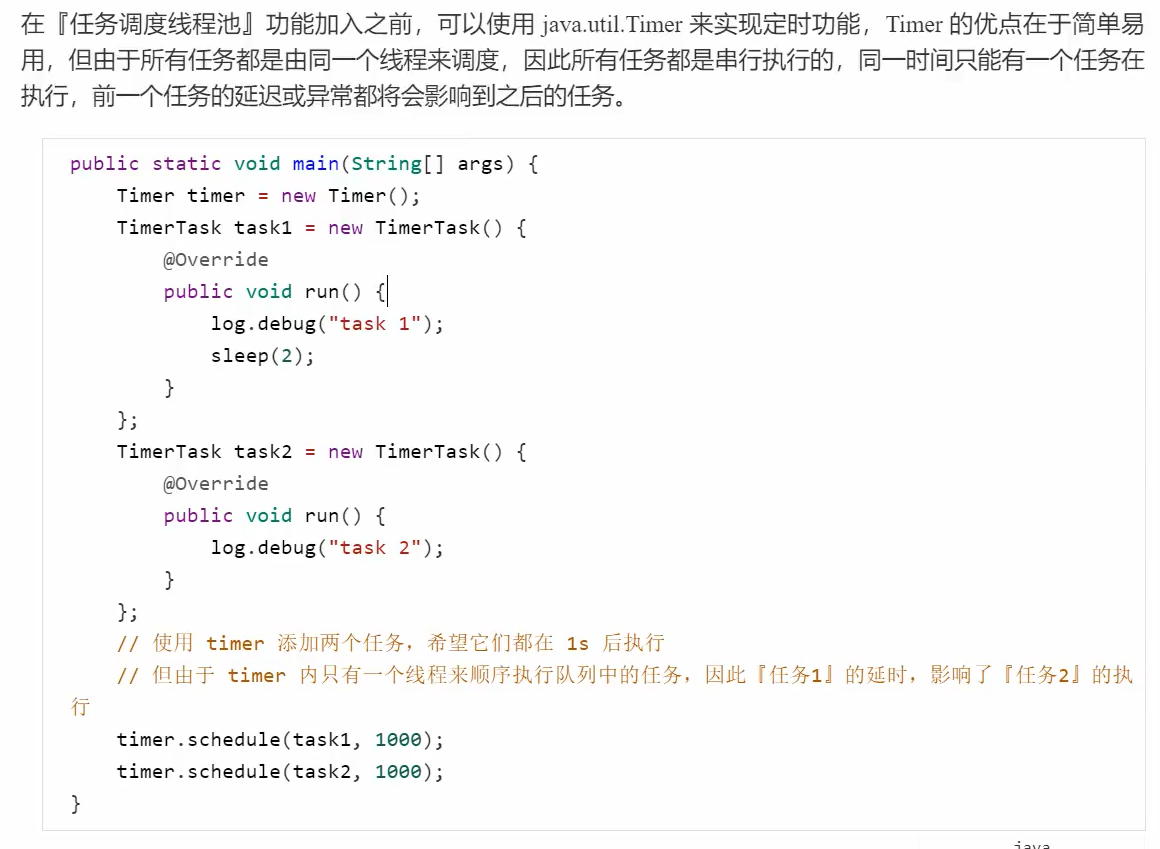 在『任务调度线程池』功能加入之前，可以使用 java.util.Timer 来实现定时功能，Timer 的优点在于简单易
用，但由于所有任务都是由同一个线程来调度，因此所有任务都是串行执行的，同一时间只能有一个任务在
执行，前一个任务的延迟或异常都将会影响到之后的任务。
public static void main(String[] args) {
    Timer timer = new Timer();
    TimerTask task1 = new TimerTask() {
        @Override
        public void run() {
            log.debug("task 1");
            sleep(2);
        }
    };
    TimerTask task2 = new TimerTask() {
        @Override
        public void run() {
            log.debug("task 2");
        }
    };
    // 使用 timer 添加两个任务，希望它们都在 1s 后执行
    // 但由于 timer 内只有一个线程来顺序执行队列中的任务，因此『任务1』的延时，影响了『任务2』的执
行
    timer.schedule(task1, 1000);
    timer.schedule(task2, 1000);
}
java